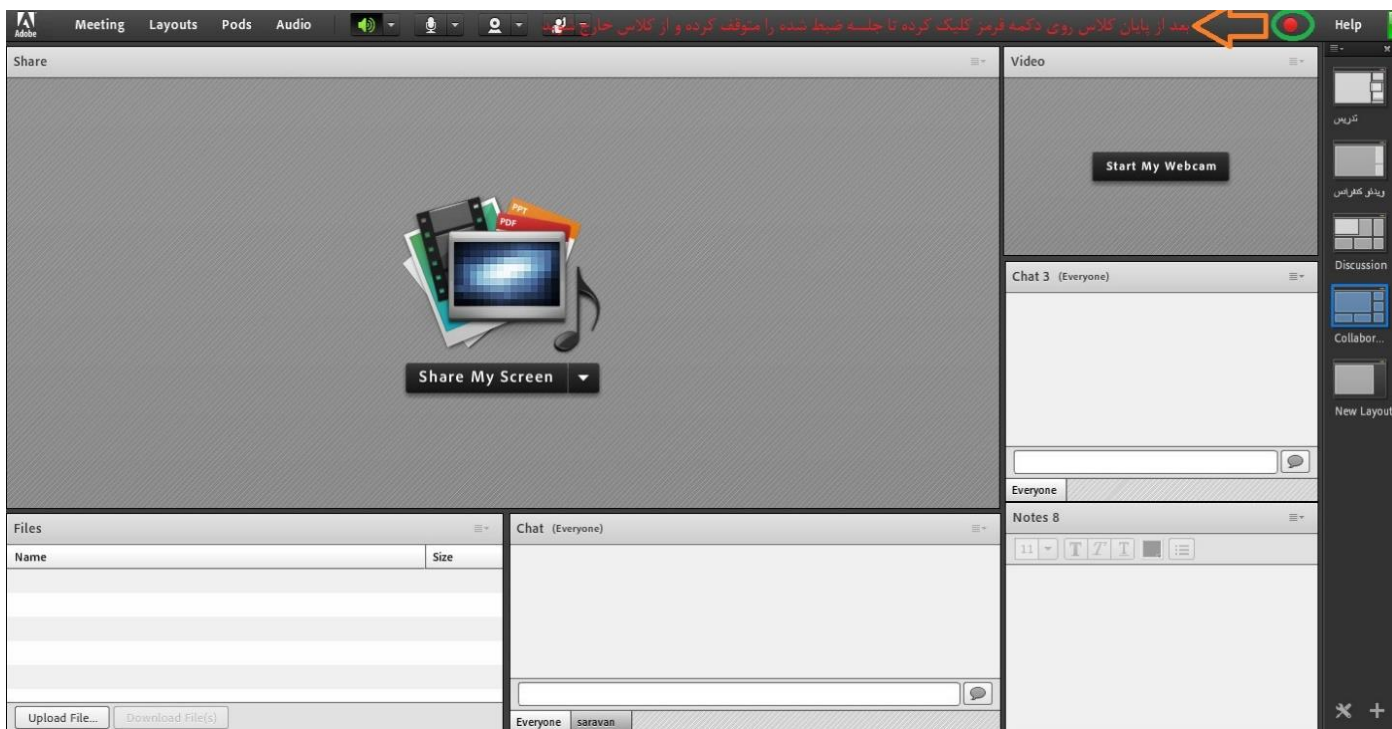 Adobe
Meeting Layouts Pods Audio
بعد از پایان کلاس روی دکمه قرمز کلیک کرده تا جلسه ضبط شده را متوقف کرده و از کلاس خارج
Help
Share
PPT
PDF
Share My Screen
Video
Start My Webcam
Chat 3 (Everyone)
Everyone
Notes 8
11 T T T
Files
Name Size
Upload File... Download File(s)
Chat (Everyone)
Everyone saravan
تدریس
ویدئو کنفرانس
Discussion
Collabor...
New Layout